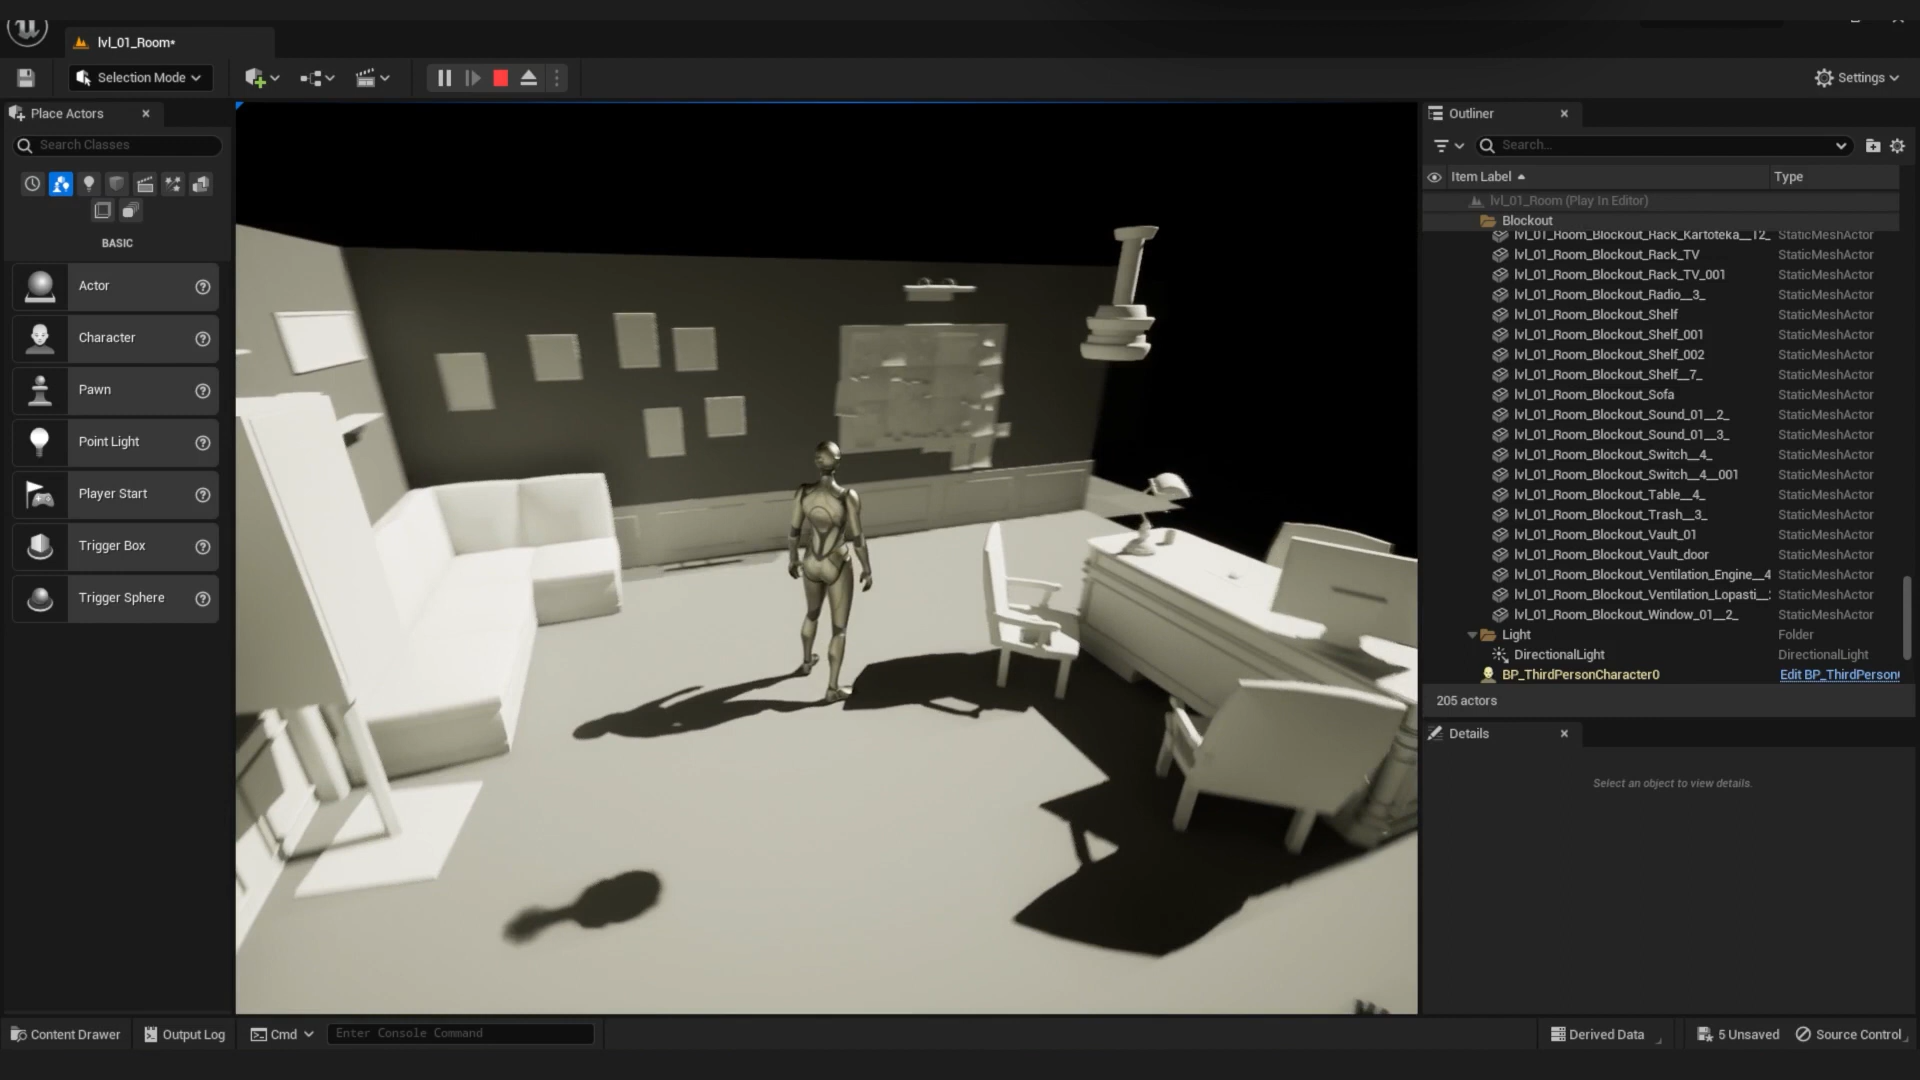 lvl_01_Room*
Selection Mode
Settings
Place Actors
Search Classes
BASIC
Actor
Character
Pawn
Point Light
Player Start
Trigger Box
Trigger Sphere
Outliner
Search...
Item Label
Type
lvl_01_Room (Play In Editor)
Blockout
lvl_01_Room_Blockout_Rack_Kartoteka__12_ StaticMeshActor
lvl_01_Room_Blockout_Rack_TV StaticMeshActor
lvl_01_Room_Blockout_Rack_TV_001 StaticMeshActor
lvl_01_Room_Blockout_Radio__3_ StaticMeshActor
lvl_01_Room_Blockout_Shelf StaticMeshActor
lvl_01_Room_Blockout_Shelf_001 StaticMeshActor
lvl_01_Room_Blockout_Shelf_002 StaticMeshActor
lvl_01_Room_Blockout_Shelf__7_ StaticMeshActor
lvl_01_Room_Blockout_Sofa StaticMeshActor
lvl_01_Room_Blockout_Sound_01__2_ StaticMeshActor
lvl_01_Room_Blockout_Sound_01__3_ StaticMeshActor
lvl_01_Room_Blockout_Switch__4_ StaticMeshActor
lvl_01_Room_Blockout_Switch__4__001 StaticMeshActor
lvl_01_Room_Blockout_Table__4_ StaticMeshActor
lvl_01_Room_Blockout_Trash__3_ StaticMeshActor
lvl_01_Room_Blockout_Vault_01 StaticMeshActor
lvl_01_Room_Blockout_Vault_door StaticMeshActor
lvl_01_Room_Blockout_Ventilation_Engine__4 StaticMeshActor
lvl_01_Room_Blockout_Ventilation_Lopasti__ StaticMeshActor
lvl_01_Room_Blockout_Window_01__2_ StaticMeshActor
Light Folder
DirectionalLight DirectionalLight
BP_ThirdPersonCharacter0 Edit BP_ThirdPerson
205 actors
Details
Select an object to view details.
Content Drawer
Output Log
Cmd
Enter Console Command
Derived Data
5 Unsaved
Source Control